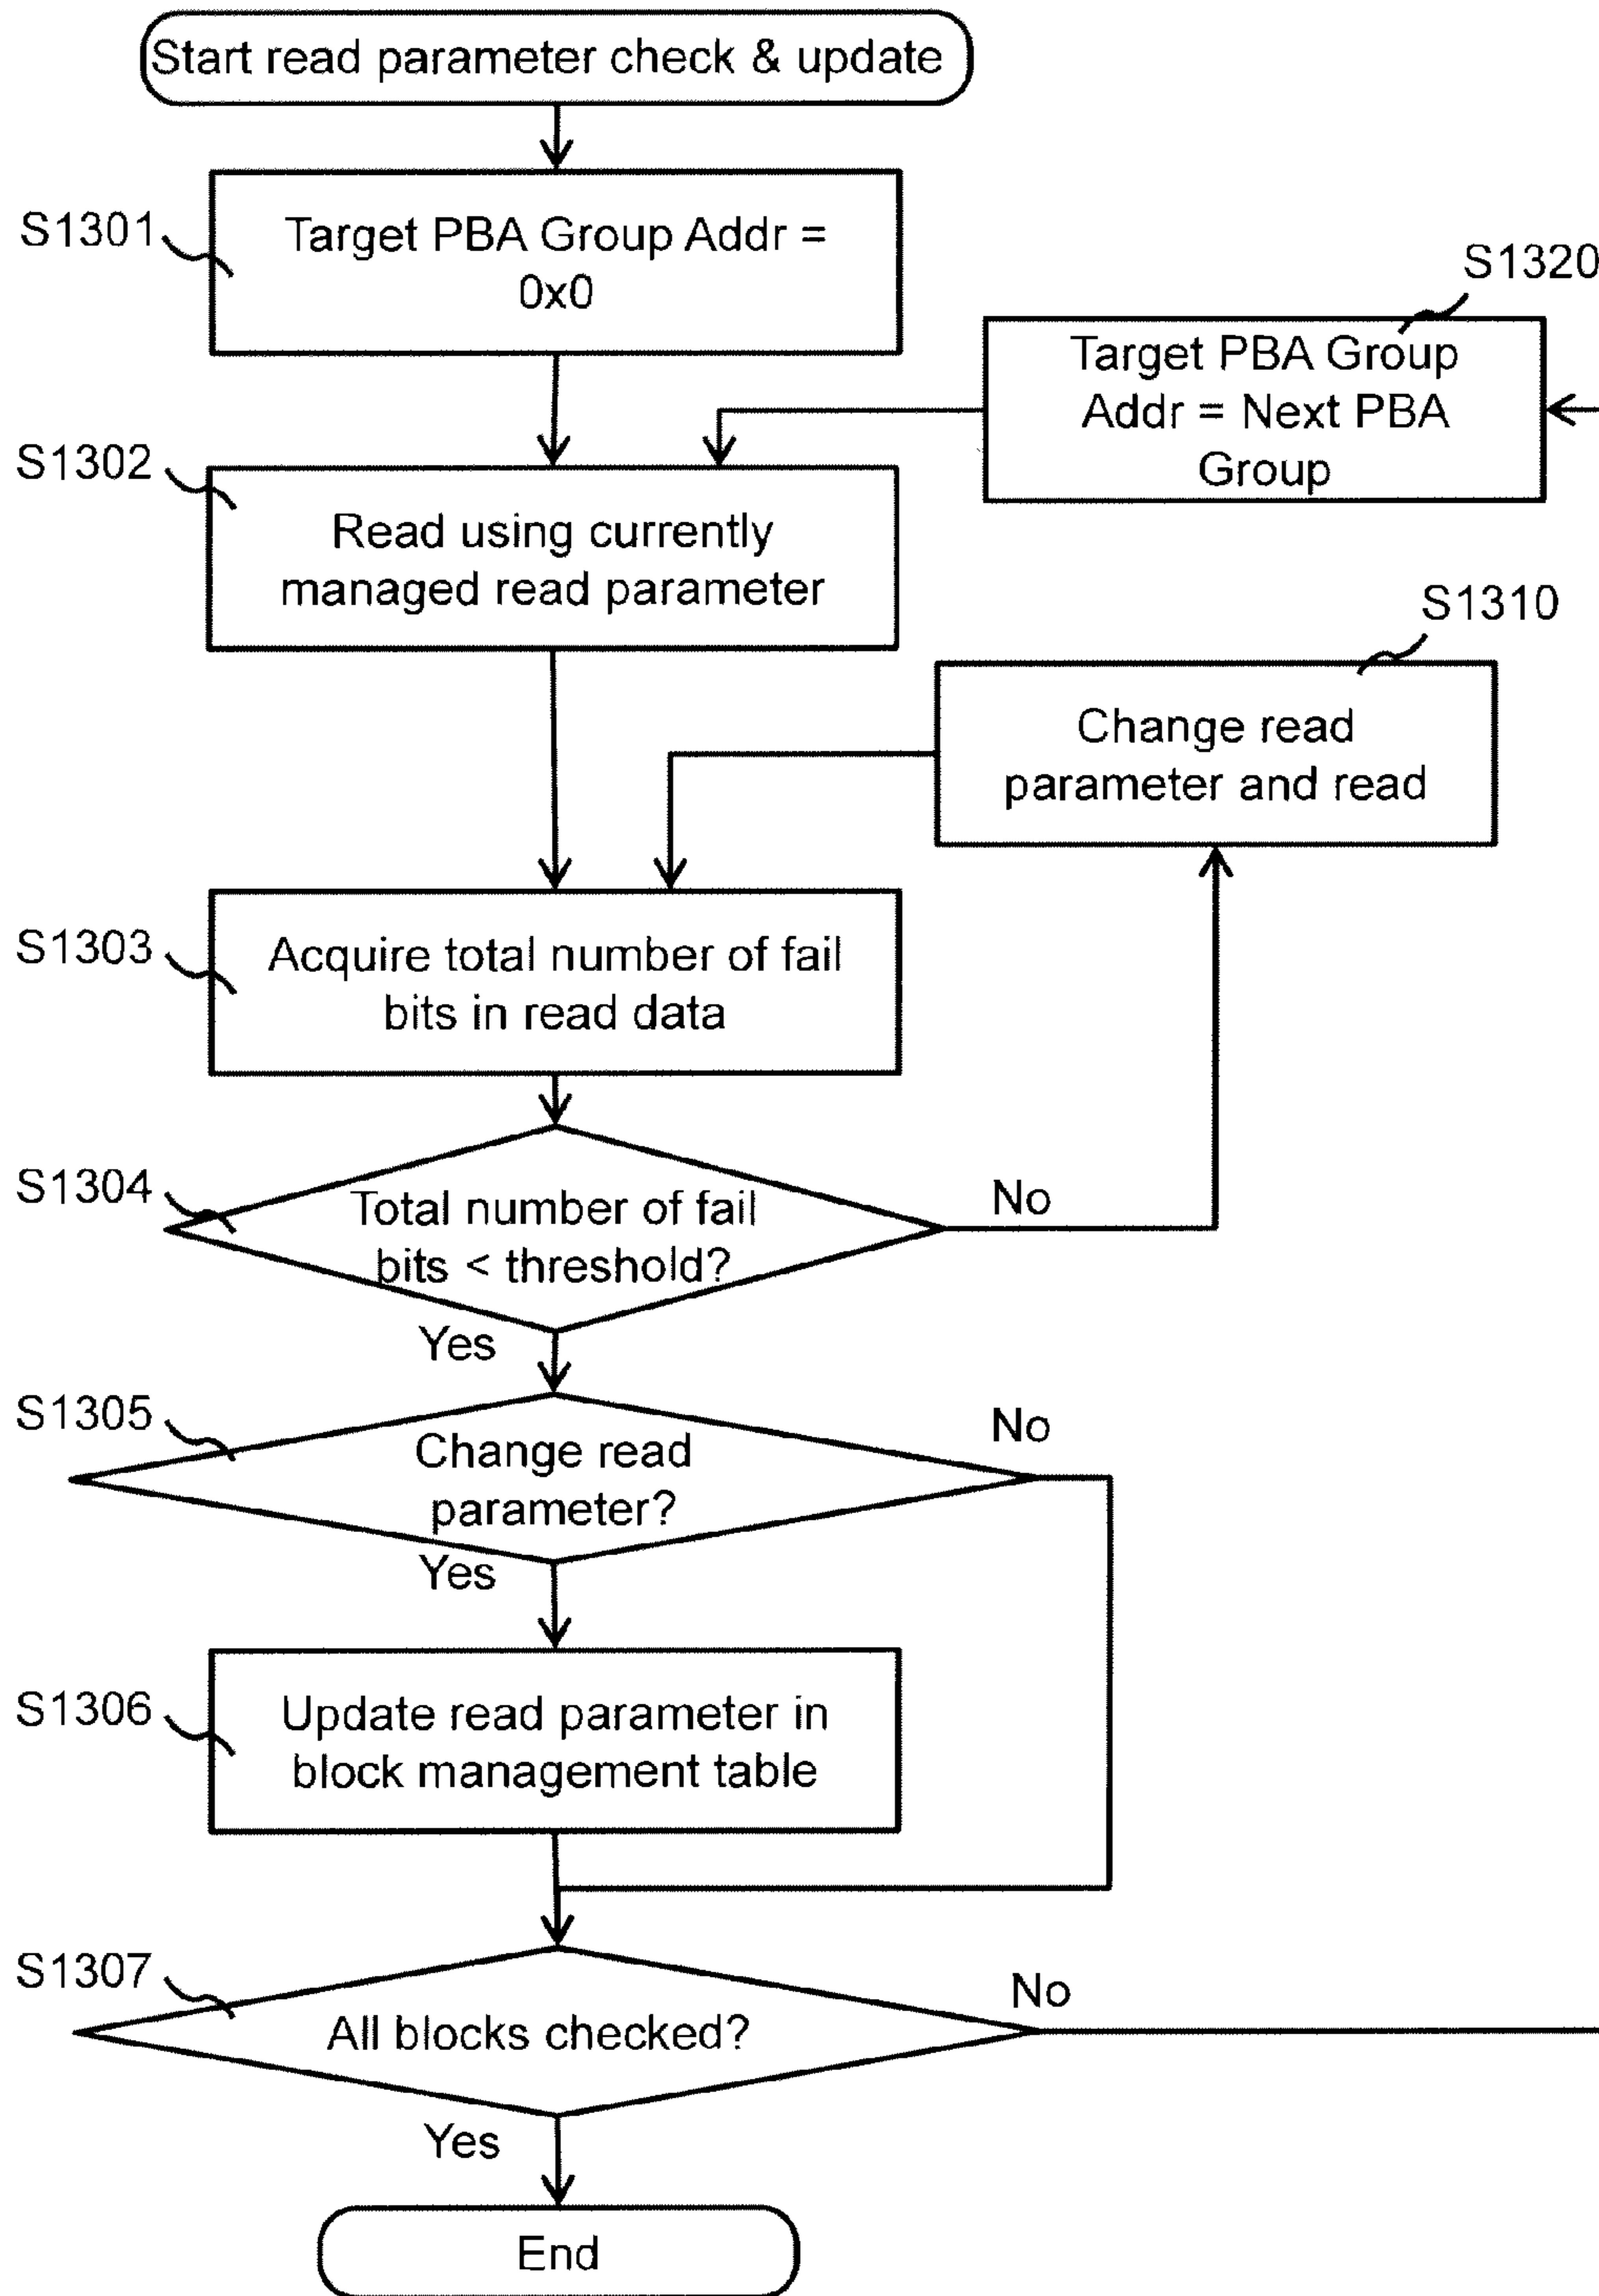 Start read parameter check & update
S1301
Target PBA Group Addr =
0x0
S1320
Target PBA Group
Addr = Next PBA
Group
S1302
Read using currently
managed read parameter
S1310
Change read
parameter and read
S1303
Acquire total number of fail
bits in read data
S1304
Total number of fail
bits < threshold?
No
Yes
S1305
Change read
parameter?
No
Yes
S1306
Update read parameter in
block management table
S1307
All blocks checked?
No
Yes
End